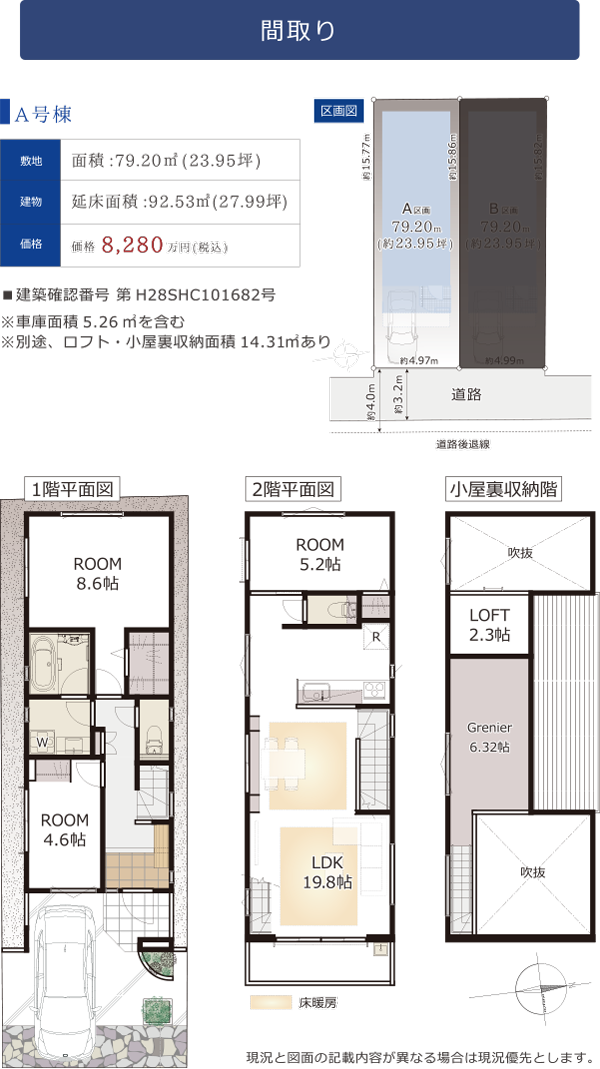 間取り
A号棟
敷地 面積:79.20㎡(23.95坪)
建物 延床面積:92.53㎡(27.99坪)
価格 価格 8,280 万円(税込)
■建築確認番号 第H28SHC101682号
※車庫面積5.26㎡を含む
※別途、ロフト・小屋裏収納面積14.31㎡あり
区画図
約15.77m
約15.86m
約15.82m
A区画
79.20㎡
(約23.95坪)
B区画
79.20㎡
(約23.95坪)
約4.97m
約4.99m
約4.0m
約3.2m
道路
道路後退線
1階平面図
ROOM
8.6帖
W
ROOM
4.6帖
2階平面図
ROOM
5.2帖
R
LDK
19.8帖
床暖房
小屋裏収納階
吹抜
LOFT
2.3帖
Grenier
6.32帖
吹抜
現況と図面の記載内容が異なる場合は現況優先とします。